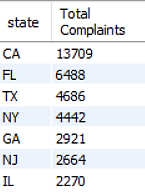 state Total Complaints
CA 13709
FL 6488
TX 4686
NY 4442
GA 2921
NJ 2664
IL 2270